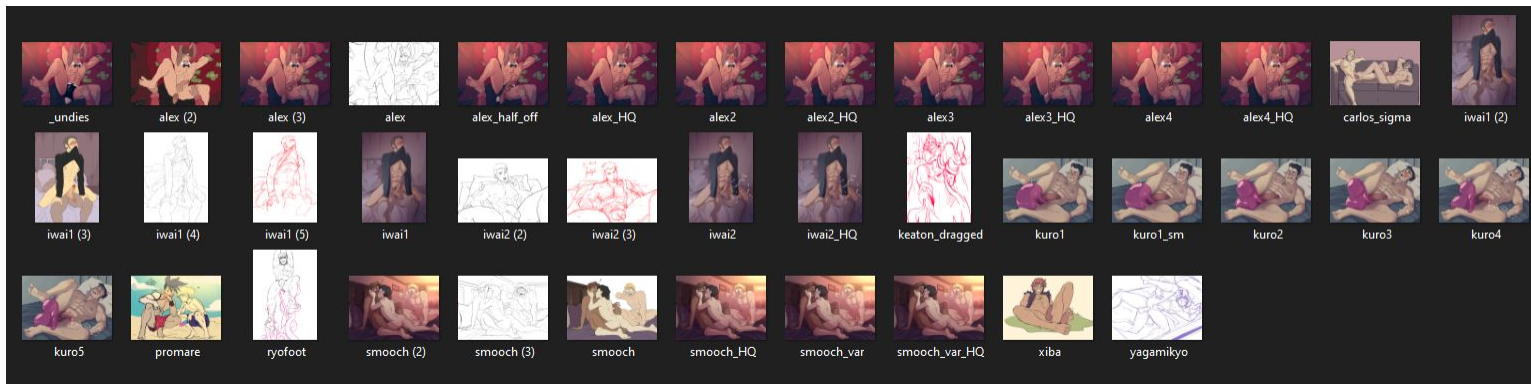 _undies
alex (2)
alex (3)
alex
alex_half_off
alex_HQ
alex2
alex2_HQ
alex3
alex3_HQ
alex4
alex4_HQ
carlos_sigma
iwai1 (2)
iwai1 (3)
iwai1 (4)
iwai1 (5)
iwai1
iwai2 (2)
iwai2 (3)
iwai2
iwai2_HQ
keaton_dragged
kuro1
kuro1_sm
kuro2
kuro3
kuro4
kuro5
promare
ryofoot
smooch (2)
smooch (3)
smooch
smooch_HQ
smooch_var
smooch_var_HQ
xiba
yagamikyo